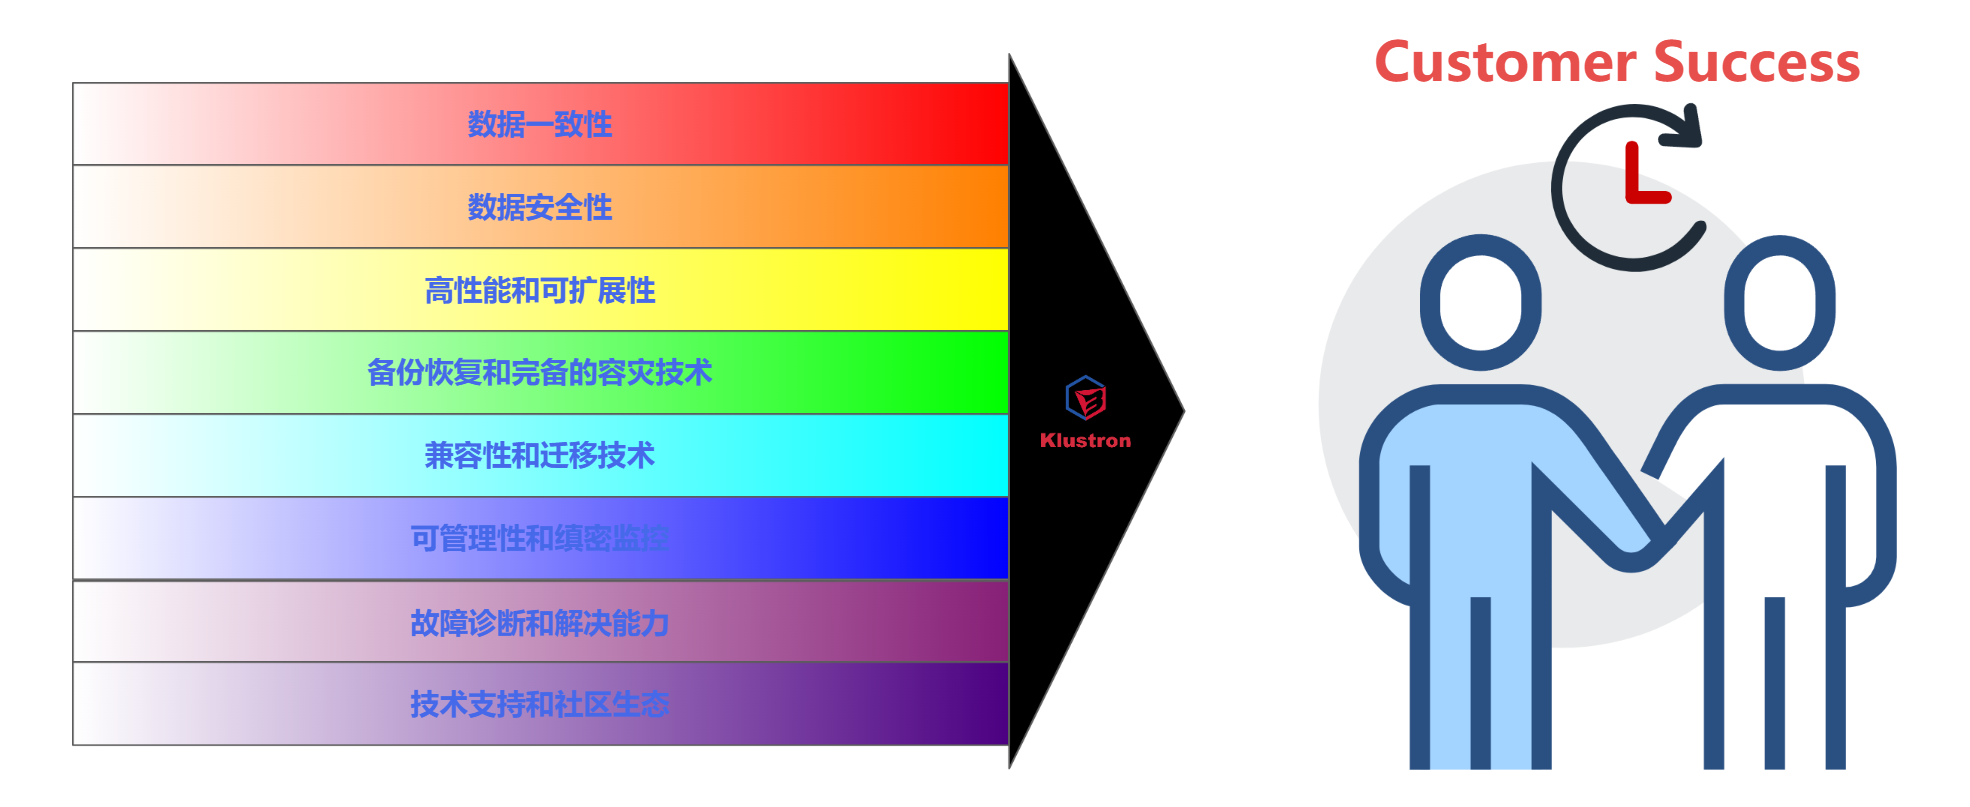 Customer Success
数据一致性
数据安全性
高性能和可扩展性
备份恢复和完备的容灾技术
兼容性和迁移技术
可管理性和缜密监控
故障诊断和解决能力
技术支持和社区生态
Klustron